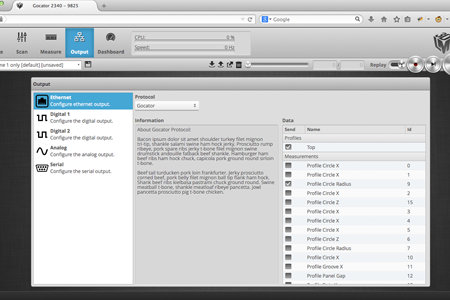 Gocator 2340 - 9825
Google
Scan
Measure
Output
Dashboard
CPU: 0 %
Speed: 0 Hz
1 only [default] [unsaved]
Replay
Output
Ethernet
Configure ethernet output.
Digital 1
Configure the digital output.
Digital 2
Configure the digital output.
Analog
Configure the analog output.
Serial
Configure the serial output.
Protocol
Gocator
Information
About Gocator Protocol
Bacon ipsum dolor sit amet shoulder turkey filet mignon
tri-tip, shankle salami swine ham hock jerky. Prosciutto rump
ribeye, pork spare ribs jerky t-bone filet mignon swine
drumstick andouille fatback beef shankle. Hamburger ham
beef ribs ham hock chuck, capicola pork ground round sirloin
t-bone.
Beef tail turducken pork loin frankfurter. Jerky prosciutto
corned beef, pork belly filet mignon ball tip flank ham hock.
Shank beef ribs kielbasa pastrami chuck ground round. Swine
meatball t-bone, shankle meatloaf ribeye pancetta. Jowl
pancetta prosciutto pig t-bone chicken.
Data
Send Name Id
Profiles
Top
Measurements
Profile Circle X 0
Profile Circle X 1
Profile Circle Radius 9
Profile Circle X 2
Profile Circle Z 15
Profile Circle X 3
Profile Circle X 4
Profile Circle X 5
Profile Circle Z 6
Profile Circle Radius 7
Profile Circle X 10
Profile Groove X 11
Profile Panel Gap 12